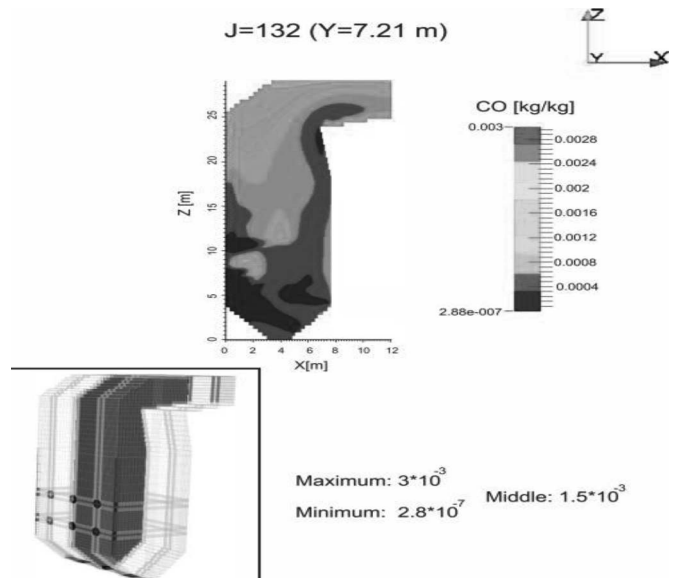 J=132 (Y=7.21 m)
Z
Y
X
CO [kg/kg]
0.003
0.0028
0.0024
0.002
0.0016
0.0012
0.0008
0.0004
2.88e-007
Z [m]
25
20
15
10
5
0
0 2 4 6 8 10 12
X[m]
Maximum: 3*10^-3
Middle: 1.5*10^-3
Minimum: 2.8*10^-7